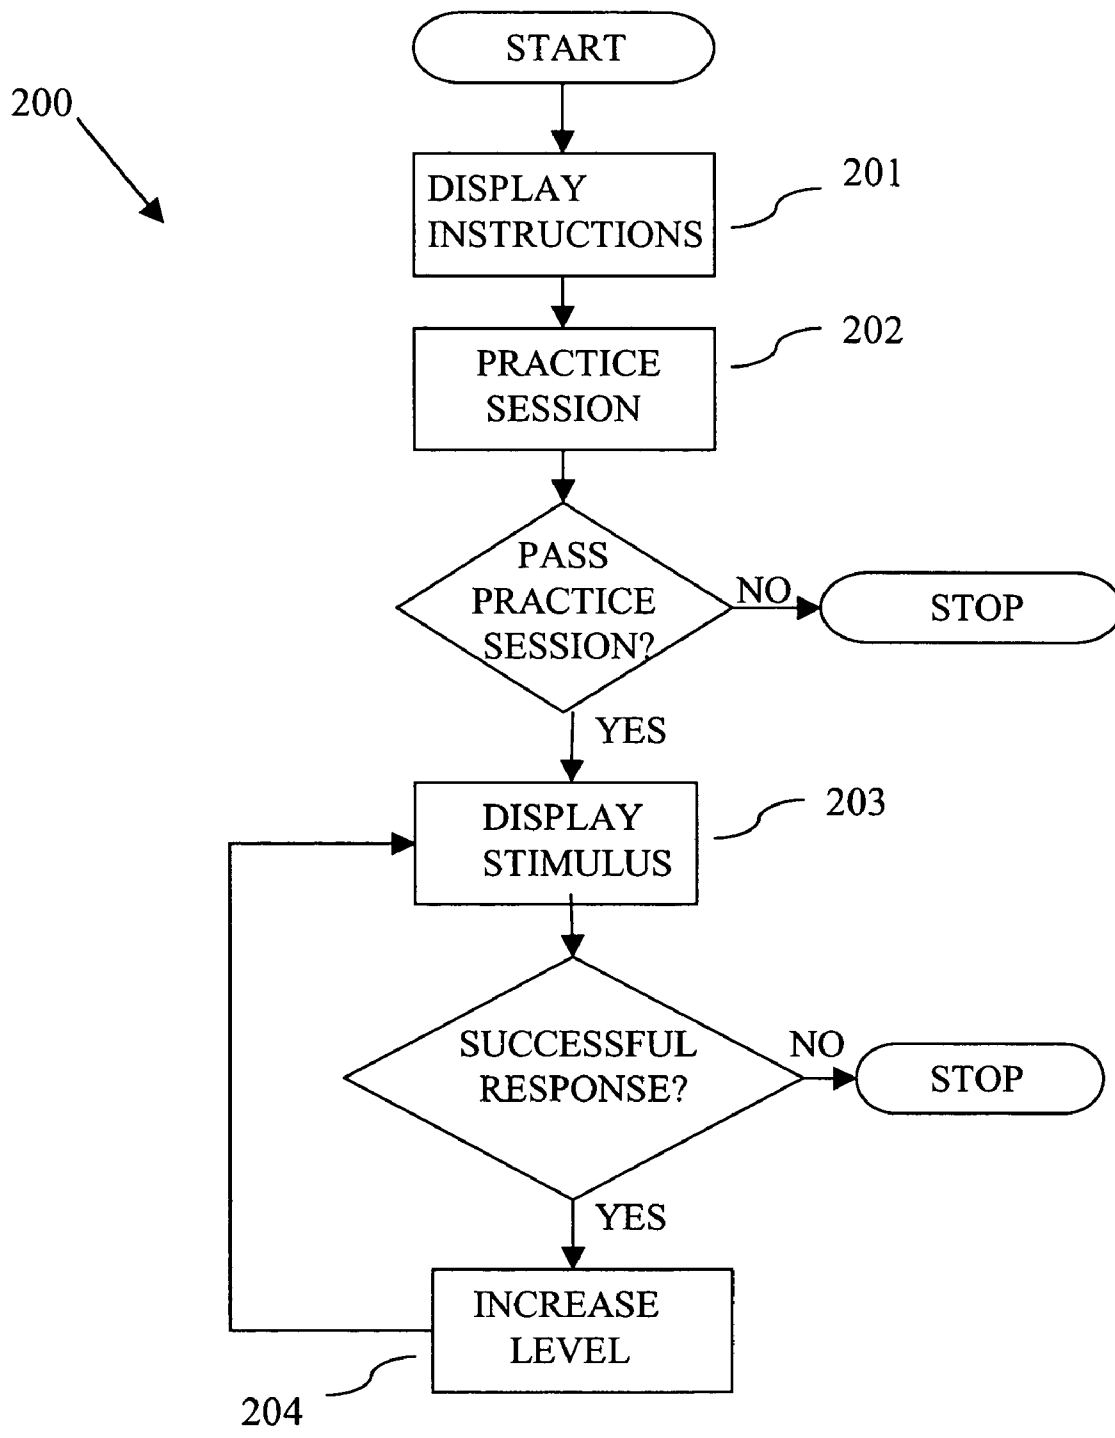 START
200
201
DISPLAY
INSTRUCTIONS
202
PRACTICE
SESSION
PASS
PRACTICE
SESSION?
NO
STOP
YES
203
DISPLAY
STIMULUS
SUCCESSFUL
RESPONSE?
NO
STOP
YES
INCREASE
LEVEL
204